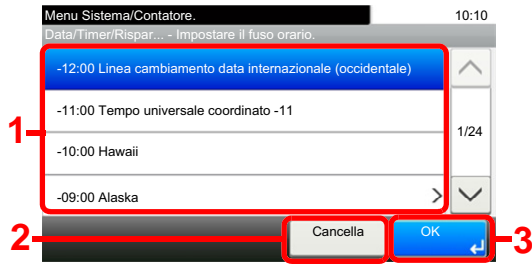 Menu Sistema/Contatore. 10:10
Data/Timer/Rispar... - Impostare il fuso orario.
-12:00 Linea cambiamento data internazionale (occidentale)
-11:00 Tempo universale coordinato -11
1
1/24
-10:00 Hawaii
-09:00 Alaska
2
Cancella
OK
3